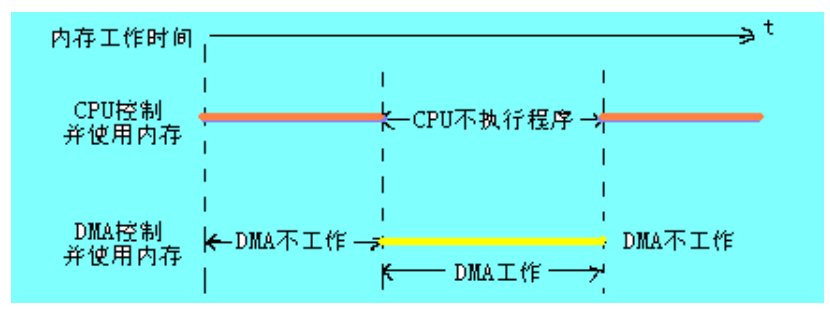 内存工作时间
t
CPU控制
并使用内存
CPU不执行程序
DMA控制
并使用内存
DMA不工作
DMA不工作
DMA工作